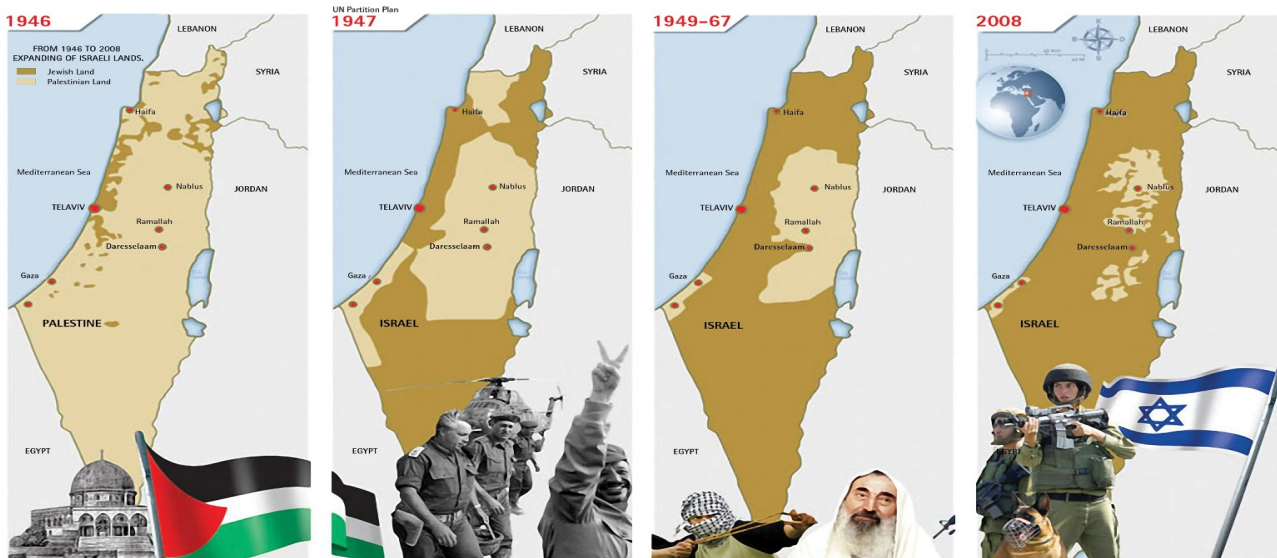 1946
LEBANON
FROM 1946 TO 2008
EXPANDING OF ISRAELI LANDS.
Jewish Land
Palestinian Land
SYRIA
Haifa
Mediterranean Sea
Nablus
JORDAN
TELAVIV
Ramallah
Daresselaam
Gaza
PALESTINE
EGYPT
UN Partition Plan
1947
LEBANON
SYRIA
Haifa
Mediterranean Sea
Nablus
JORDAN
TELAVIV
Ramallah
Daresselaam
Gaza
ISRAEL
EGYPT
1949-67
LEBANON
SYRIA
Haifa
Mediterranean Sea
Nablus
JORDAN
TELAVIV
Ramallah
Daresselaam
Gaza
ISRAEL
EGYPT
2008
LEBANON
SYRIA
Haifa
Mediterranean Sea
Nablus
JORDAN
TELAVIV
Ramallah
Daresselaam
Gaza
ISRAEL
EGYPT